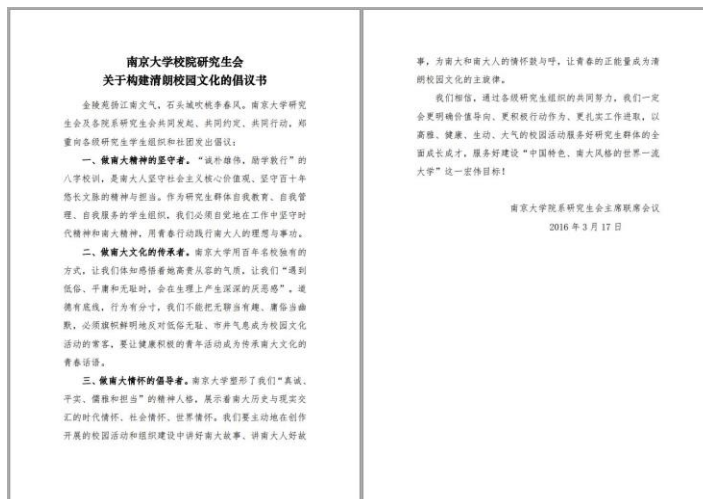 南京大学校院研究生会
关于构建清朗校园文化的倡议书
金陵苑扬江南文气，石头城吹桃李春风。南京大学研究
生会及各院系研究生会共同发起、共同约定、共同行动，郑
重向各级研究生学生组织和社团发出倡议：
一、做南大精神的坚守者。“诚朴雄伟，励学敦行”的
八字校训，是南大人坚守社会主义核心价值观、坚守百十年
悠长文脉的精神与担当。作为研究生群体自我教育、自我管
理、自我服务的学生组织，我们必须自觉地在工作中坚守时
代精神和南大精神，用青春行动践行南大人的理想与事功。
二、做南大文化的传承者。南京大学用百年名校独有的
方式，让我们体知感悟着她高贵从容的气质，让我们“遇到
低俗、平庸和无耻时，会在生理上产生深深的厌恶感”。道
德有底线，行为有分寸，我们不能把无聊当有趣、庸俗当幽
默，必须旗帜鲜明地反对低俗无耻、市井气息成为校园文化
活动的常客，要让健康积极的青年活动成为传承南大文化的
青春话语。
三、做南大情怀的倡导者。南京大学塑形了我们“真诚、
平实、儒雅和担当”的精神人格，展示着南大历史与现实交
汇的时代情怀、社会情怀、世界情怀。我们要主动地在创作
开展的校园活动和组织建设中讲好南大故事、讲南大人好故
事，为南大和南大人的情怀鼓与呼，让青春的正能量成为清
朗校园文化的主旋律。
我们相信，通过各级研究生组织的共同努力，我们一定
会更明确价值导向、更积极行动作为、更扎实工作进取，以
高雅、健康、生动、大气的校园活动服务好研究生群体的全
面成长成才，服务好建设“中国特色、南大风格的世界一流
大学”这一宏伟目标！
南京大学院系研究生会主席联席会议
2016 年 3 月 17 日